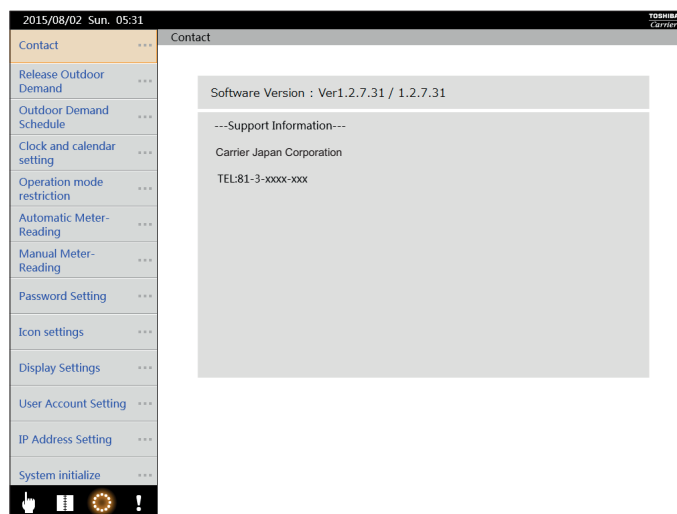 2015/08/02 Sun. 05:31
TOSHIBA
Carrier
Contact
Contact
Release Outdoor
Demand
Outdoor Demand
Schedule
Clock and calendar
setting
Operation mode
restriction
Automatic Meter-
Reading
Manual Meter-
Reading
Password Setting
Icon settings
Display Settings
User Account Setting
IP Address Setting
System initialize
Software Version : Ver1.2.7.31 / 1.2.7.31
---Support Information---
Carrier Japan Corporation
TEL:81-3-xxxx-xxx